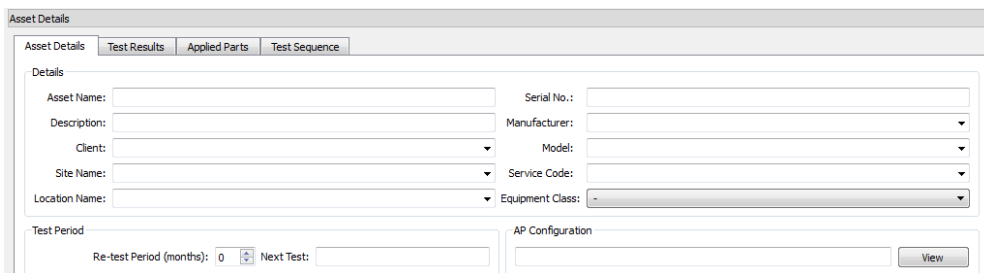 Asset Details
Asset Details Test Results Applied Parts Test Sequence
Details
Asset Name: Serial No.:
Description: Manufacturer:
Client: Model:
Site Name: Service Code:
Location Name: Equipment Class: -
Test Period AP Configuration
Re-test Period (months): 0 Next Test: View